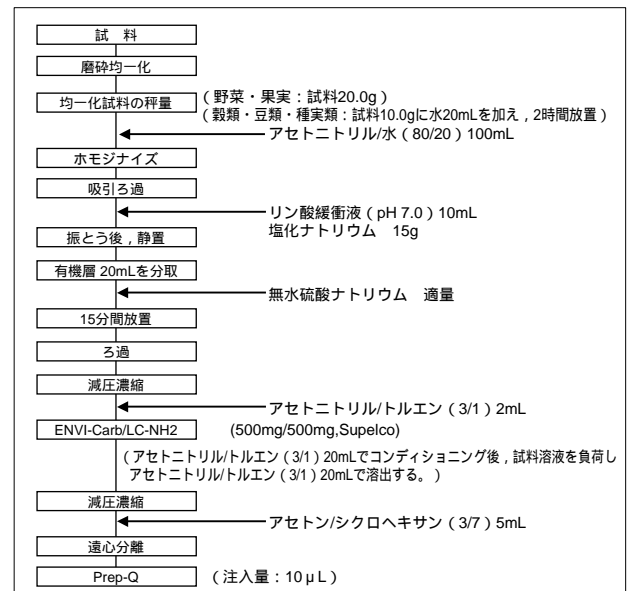 試　料
磨砕均一化
均一化試料の秤量
（野菜・果実：試料20.0g）
（穀類・豆類・種実類：試料10.0gに水20mLを加え，2時間放置）
アセトニトリル/水（80/20）100mL
ホモジナイズ
吸引ろ過
リン酸緩衝液（pH 7.0）10mL
塩化ナトリウム　15g
振とう後，静置
有機層 20mLを分取
無水硫酸ナトリウム　適量
15分間放置
ろ過
減圧濃縮
アセトニトリル/トルエン（3/1）2mL
ENVI-Carb/LC-NH2 (500mg/500mg,Supelco)
（アセトニトリル/トルエン（3/1）20mLでコンディショニング後，試料溶液を負荷し
アセトニトリル/トルエン（3/1）20mLで溶出する。）
減圧濃縮
アセトン/シクロヘキサン（3/7）5mL
遠心分離
Prep-Q （注入量：10μL）